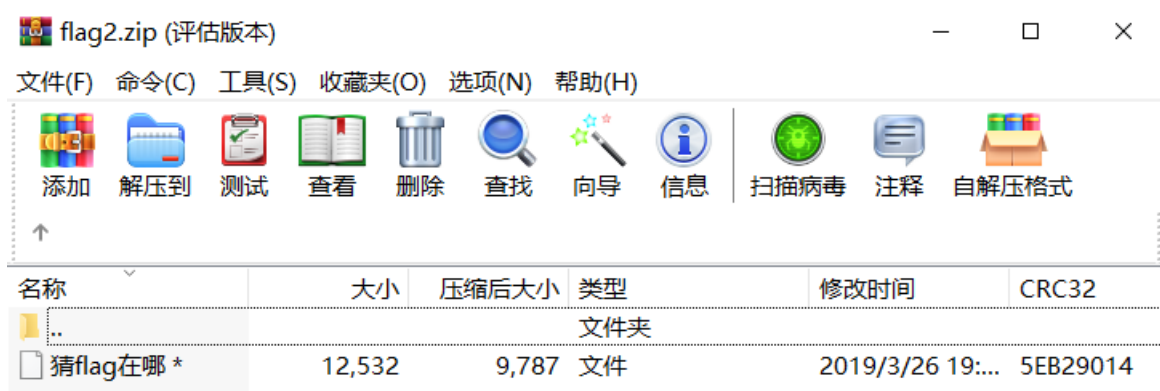 flag2.zip (评估版本)
文件(F) 命令(C) 工具(S) 收藏夹(O) 选项(N) 帮助(H)
添加 解压到 测试 查看 删除 查找 向导 信息 扫描病毒 注释 自解压格式
名称 大小 压缩后大小 类型 修改时间 CRC32
.. 文件夹
猜flag在哪 * 12,532 9,787 文件 2019/3/26 19:... 5EB29014